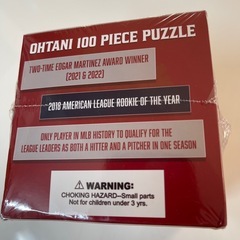 OHTANI 100 PIECE PUZZLE
TWO-TIME EDGAR MARTINEZ AWARD WINNER
(2021 & 2022)
2018 AMERICAN LEAGUE ROOKIE OF THE YEAR
ONLY PLAYER IN MLB HISTORY TO QUALIFY FOR THE
LEAGUE LEADERS AS BOTH A HITTER AND A PITCHER IN ONE SEASON
WARNING:
CHOKING HAZARD--Small parts
Not for children under 3 yrs.